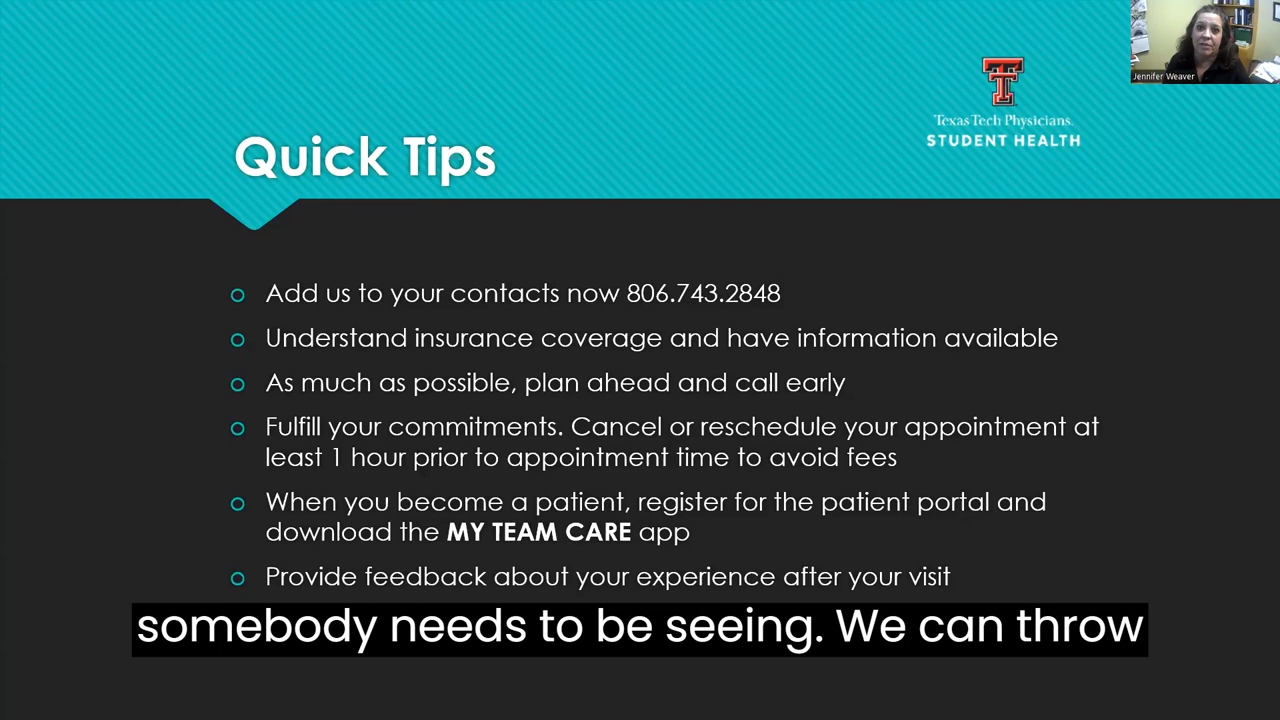 Jennifer Weaver
Texas Tech Physicians.
STUDENT HEALTH
Quick Tips
Add us to your contacts now 806.743.2848
Understand insurance coverage and have information available
As much as possible, plan ahead and call early
Fulfill your commitments. Cancel or reschedule your appointment at
least 1 hour prior to appointment time to avoid fees
When you become a patient, register for the patient portal and
download the MY TEAM CARE app
Provide feedback about your experience after your visit
somebody needs to be seeing. We can throw